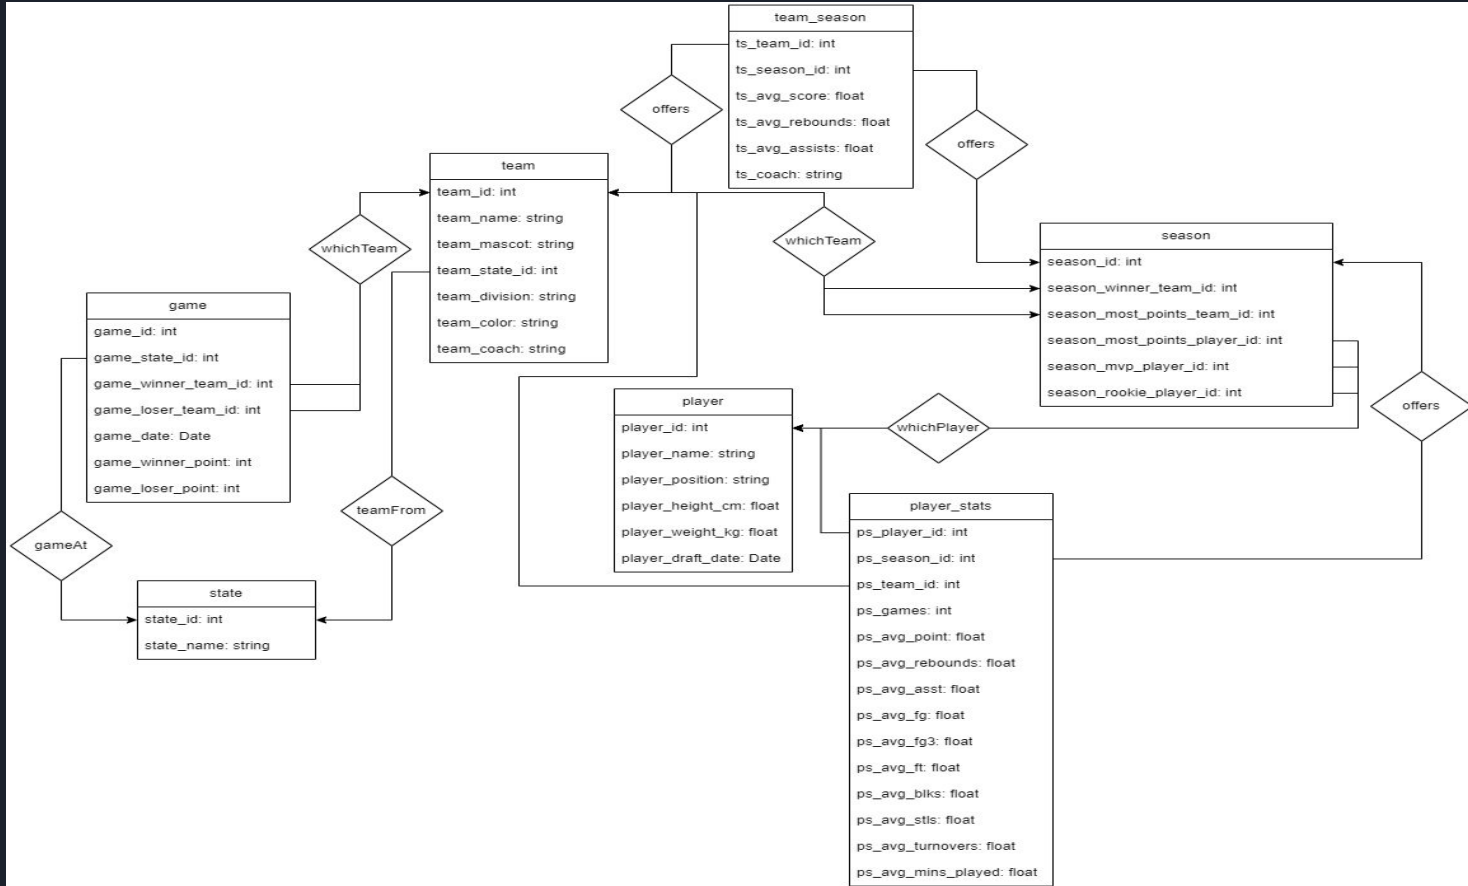 team_season
ts_team_id: int
ts_season_id: int
ts_avg_score: float
ts_avg_rebounds: float
ts_avg_assists: float
ts_coach: string
offers
offers
team
team_id: int
team_name: string
team_mascot: string
team_state_id: int
team_division: string
team_color: string
team_coach: string
whichTeam
whichTeam
season
season_id: int
season_winner_team_id: int
season_most_points_team_id: int
season_most_points_player_id: int
season_mvp_player_id: int
season_rookie_player_id: int
game
game_id: int
game_state_id: int
game_winner_team_id: int
game_loser_team_id: int
game_date: Date
game_winner_point: int
game_loser_point: int
player
player_id: int
player_name: string
player_position: string
player_height_cm: float
player_weight_kg: float
player_draft_date: Date
whichPlayer
offers
teamFrom
gameAt
state
state_id: int
state_name: string
player_stats
ps_player_id: int
ps_season_id: int
ps_team_id: int
ps_games: int
ps_avg_point: float
ps_avg_rebounds: float
ps_avg_asst: float
ps_avg_fg: float
ps_avg_fg3: float
ps_avg_ft: float
ps_avg_blks: float
ps_avg_stls: float
ps_avg_turnovers: float
ps_avg_mins_played: float